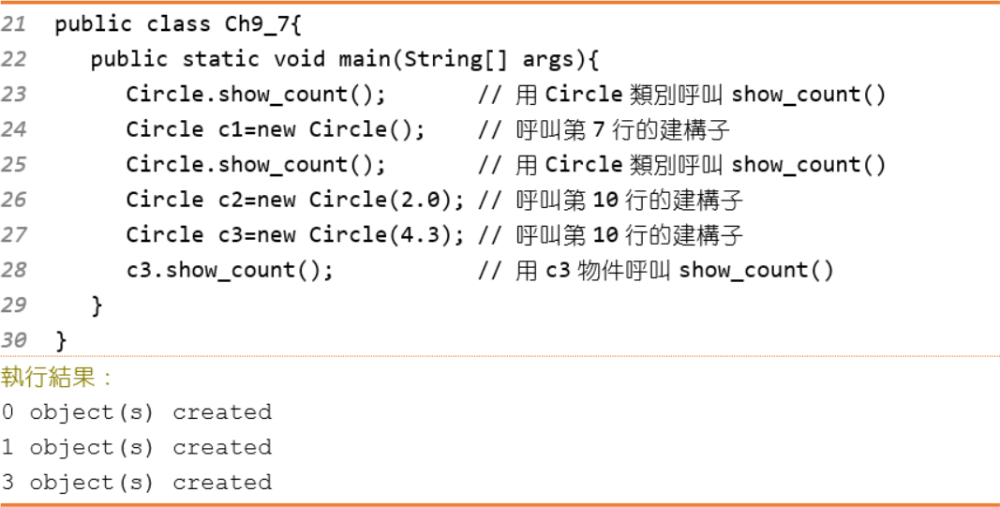 21 public class Ch9_7{
22 public static void main(String[] args){
23 Circle.show_count(); // 用 Circle 類別呼叫 show_count()
24 Circle c1=new Circle(); // 呼叫第 7 行的建構子
25 Circle.show_count(); // 用 Circle 類別呼叫 show_count()
26 Circle c2=new Circle(2.0); // 呼叫第 10 行的建構子
27 Circle c3=new Circle(4.3); // 呼叫第 10 行的建構子
28 c3.show_count(); // 用 c3 物件呼叫 show_count()
29 }
30 }
執行結果：
0 object(s) created
1 object(s) created
3 object(s) created